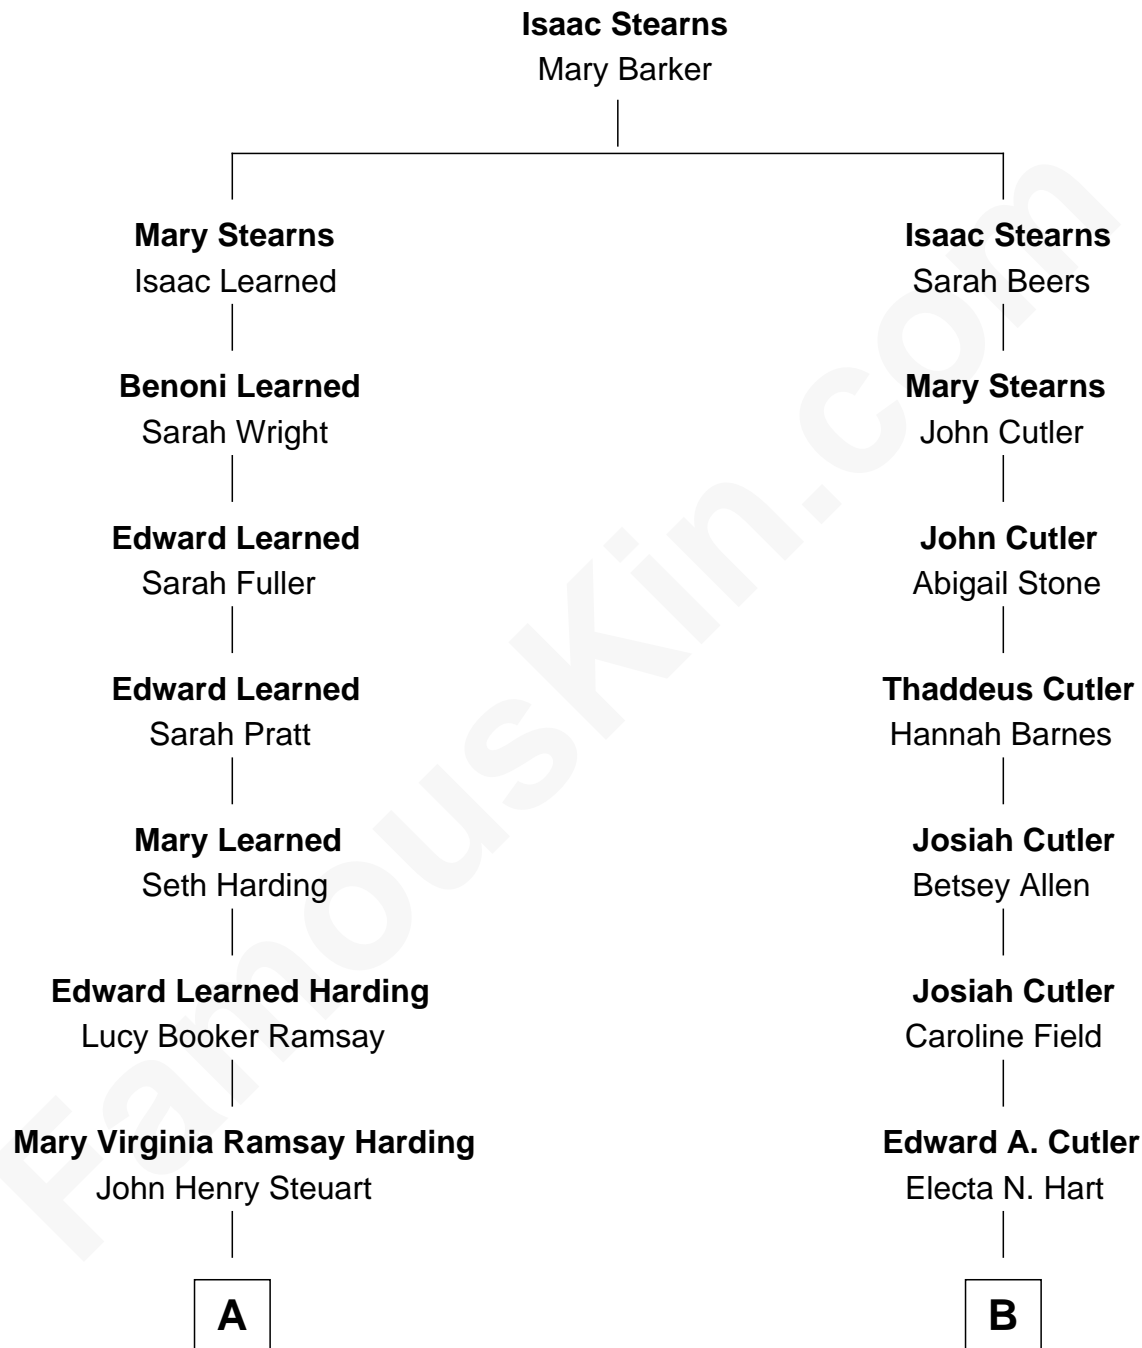 Isaac Stearns
Mary Barker
Mary Stearns
Isaac Learned
Isaac Stearns
Sarah Beers
Benoni Learned
Sarah Wright
Mary Stearns
John Cutler
Edward Learned
Sarah Fuller
John Cutler
Abigail Stone
Edward Learned
Sarah Pratt
Thaddeus Cutler
Hannah Barnes
Mary Learned
Seth Harding
Josiah Cutler
Betsey Allen
Edward Learned Harding
Lucy Booker Ramsay
Josiah Cutler
Caroline Field
Mary Virginia Ramsay Harding
John Henry Steuart
Edward A. Cutler
Electa N. Hart
A
B
FamousKin.com